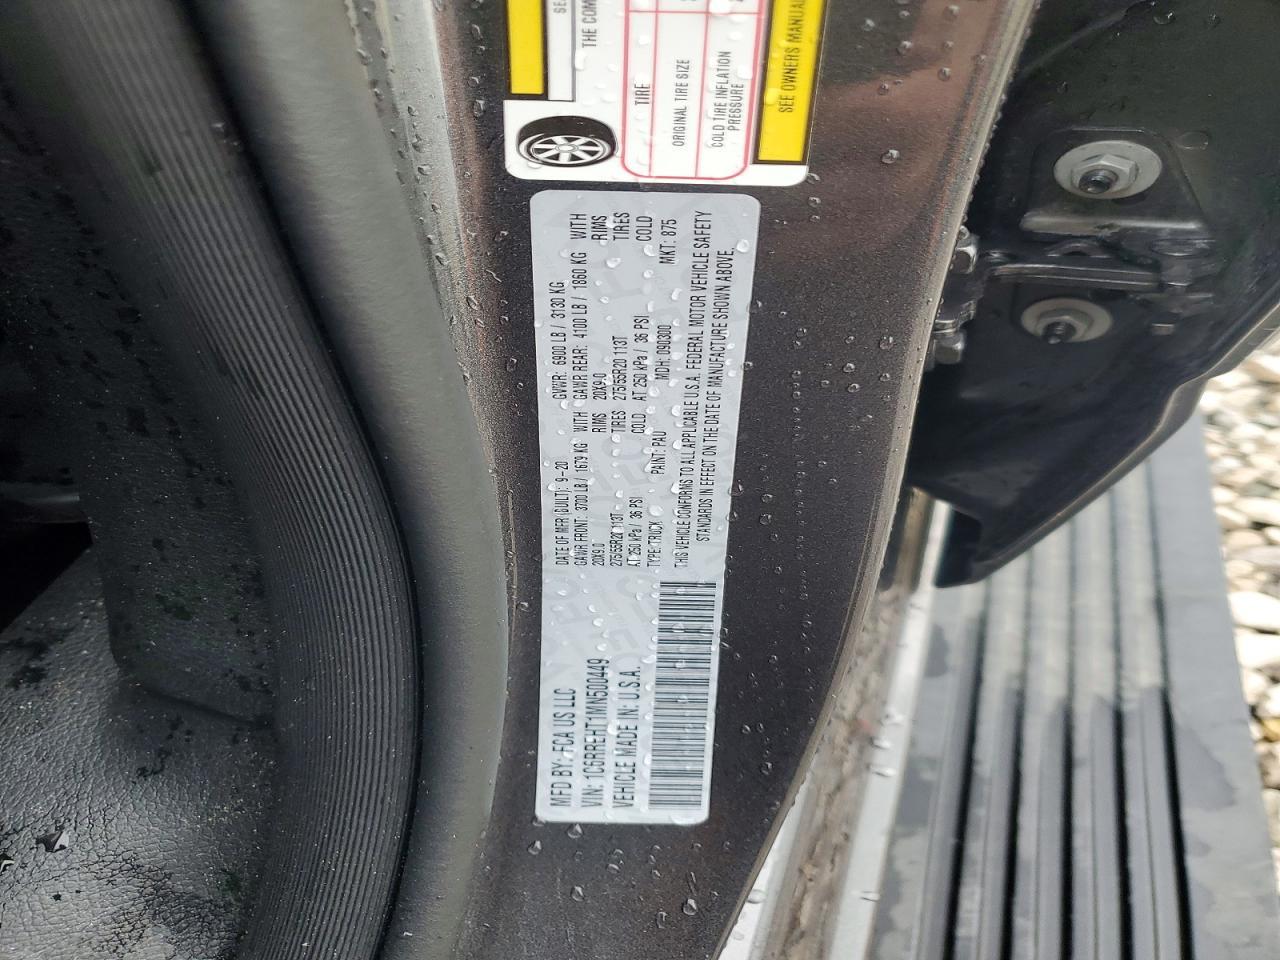 SE
THE COM
TIRE
ORIGINAL TIRE SIZE
COLD TIRE INFLATION
PRESSURE
SEE OWNERS MANUAL
MFD BY: FCA US LLC
VIN: 1C6RREHT1MN500449
VEHICLE MADE IN: U.S.A.
DATE OF MFR (BUILT): 9-20 GVWR: 6900 LB / 3130 KG
GAWR FRONT: 3700 LB / 1679 KG WITH GAWR REAR: 4100 LB / 1860 KG WITH
20X9.0 RIMS 20X9.0 RIMS
275/55R20 113T TIRES 275/55R20 113T TIRES
AT 250 kPa / 36 PSI COLD AT 250 kPa / 36 PSI COLD
TYPE: TRUCK PAINT: PAU MDH: 090300 MKT: 875
THIS VEHICLE CONFORMS TO ALL APPLICABLE U.S.A. FEDERAL MOTOR VEHICLE SAFETY
STANDARDS IN EFFECT ON THE DATE OF MANUFACTURE SHOWN ABOVE.